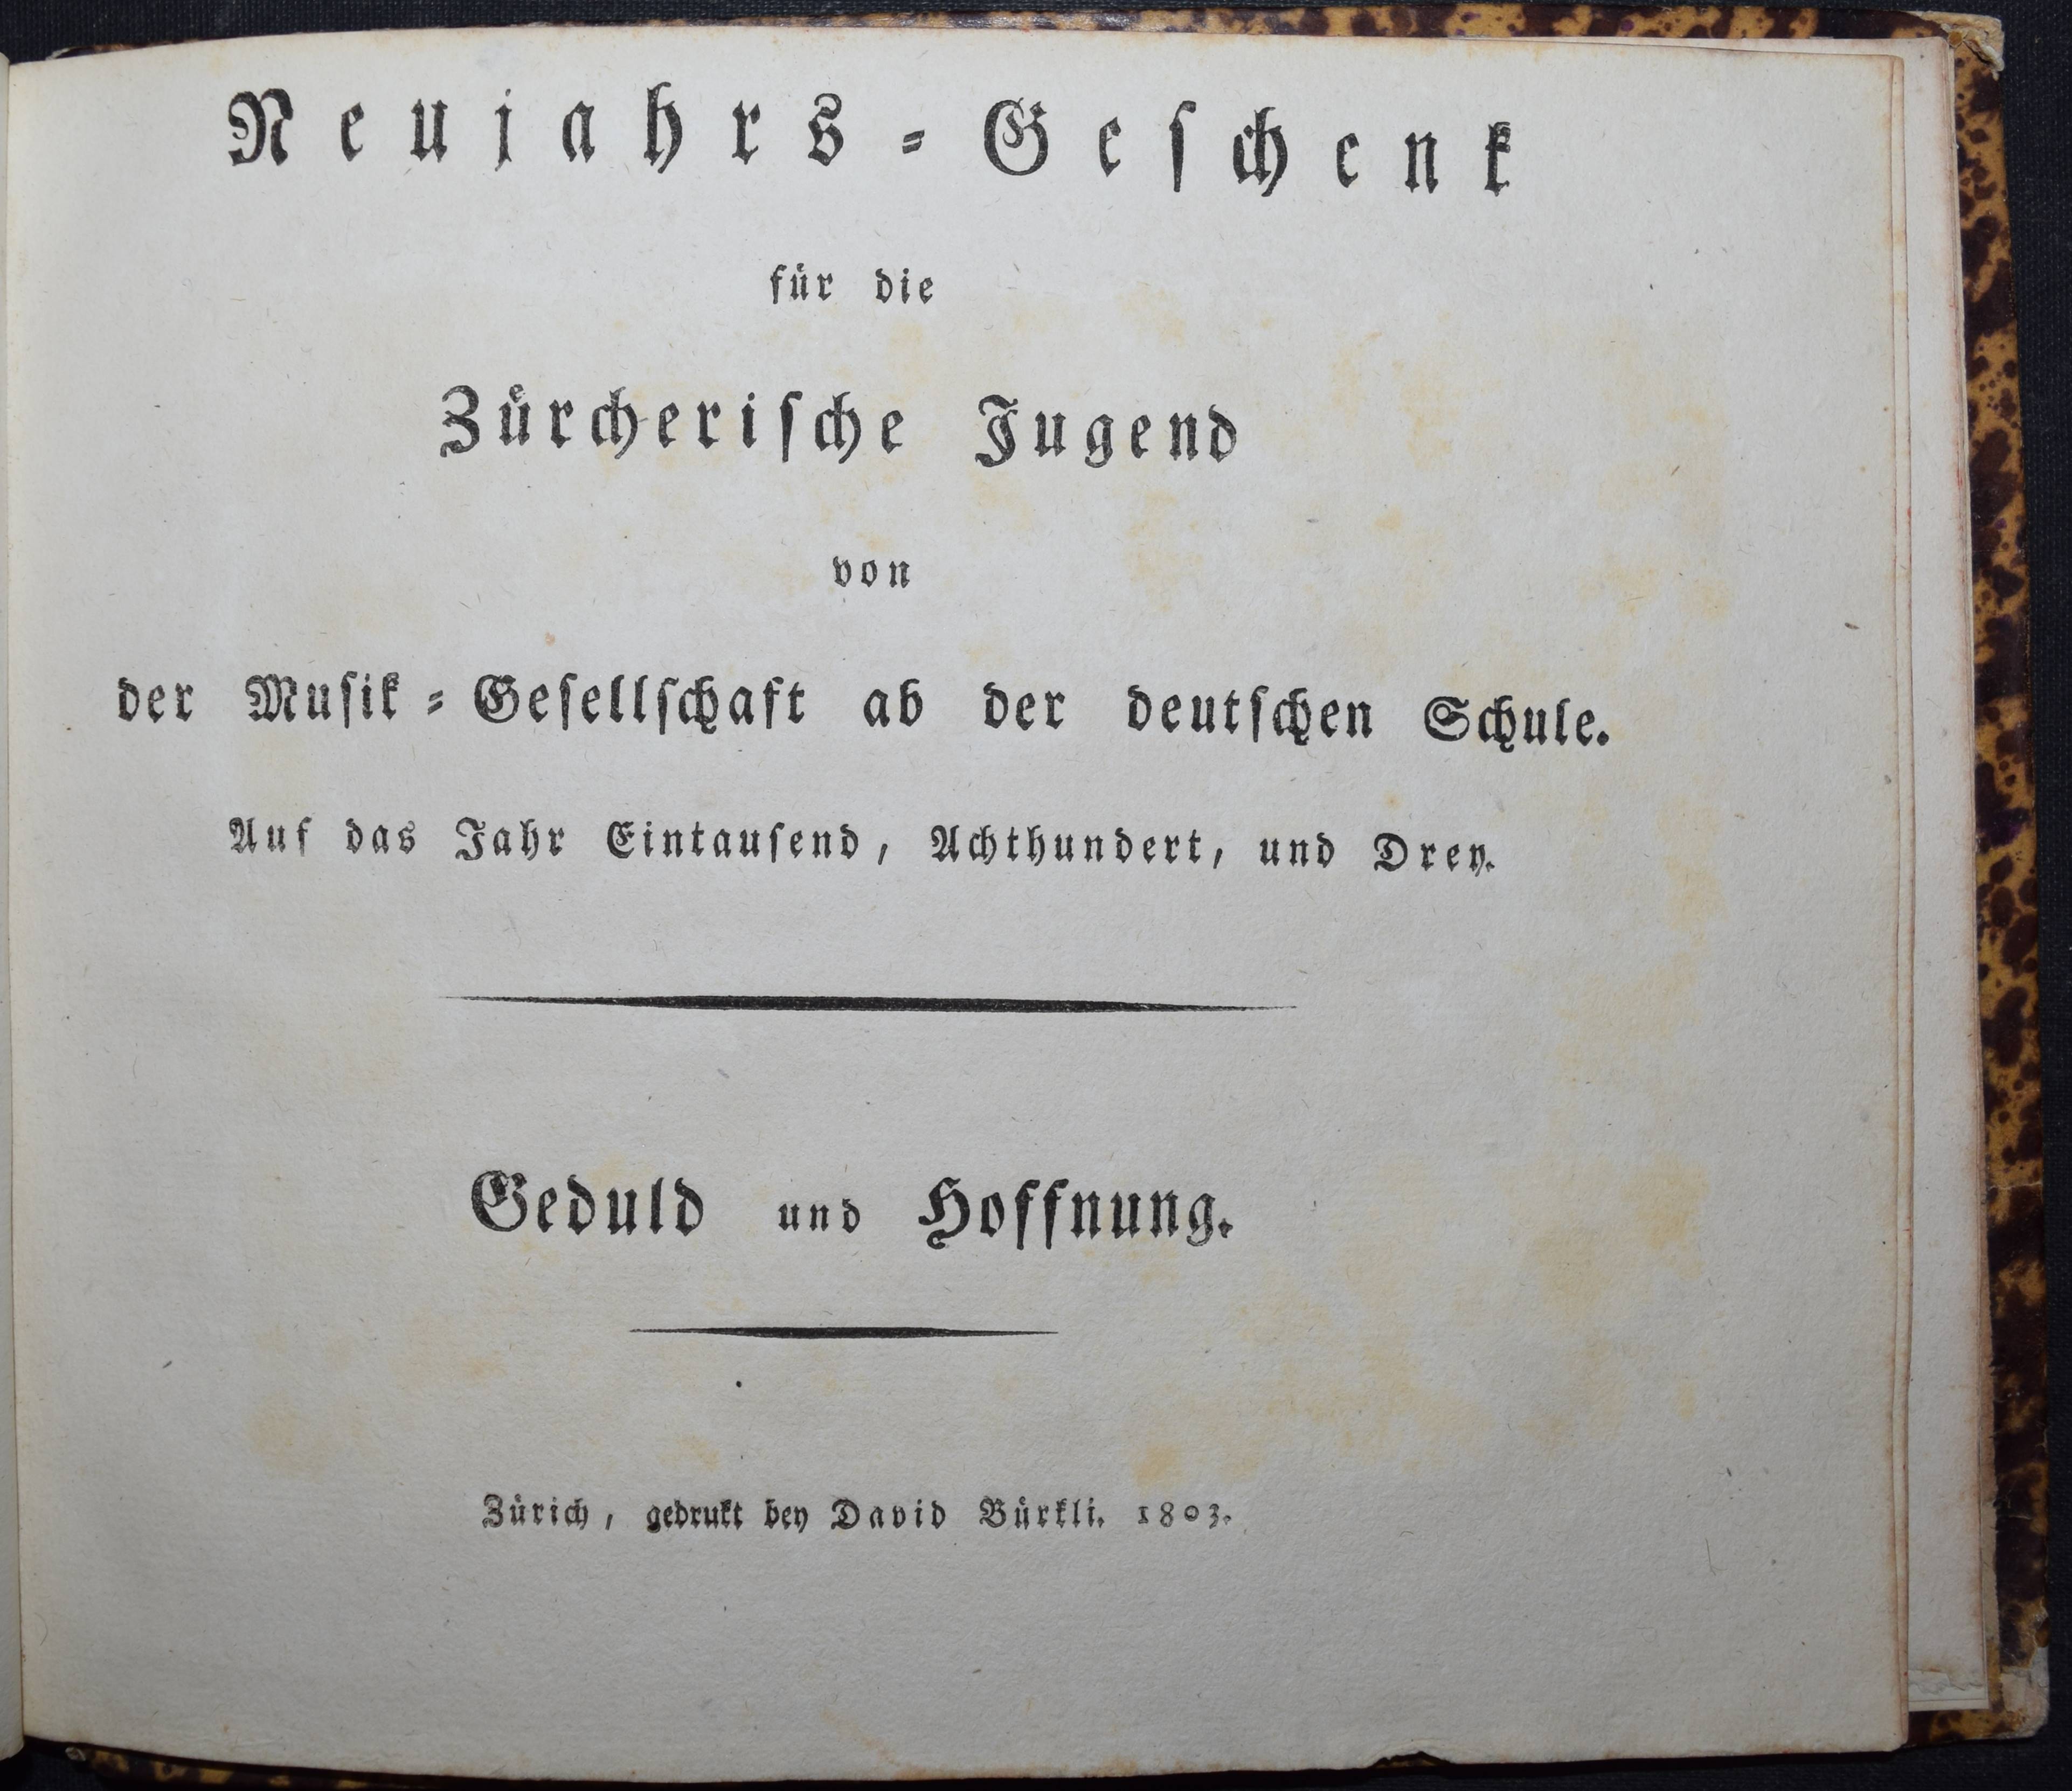 Neujahrs-Geschenk
für die
Zürcherische Jugend
von
der Musik-Gesellschaft ab der deutschen Schule.
Auf das Jahr Eintausend, Achthundert, und Drey.
Geduld und Hoffnung.
Zürich, gedrukt bey David Bürkli. 1803.